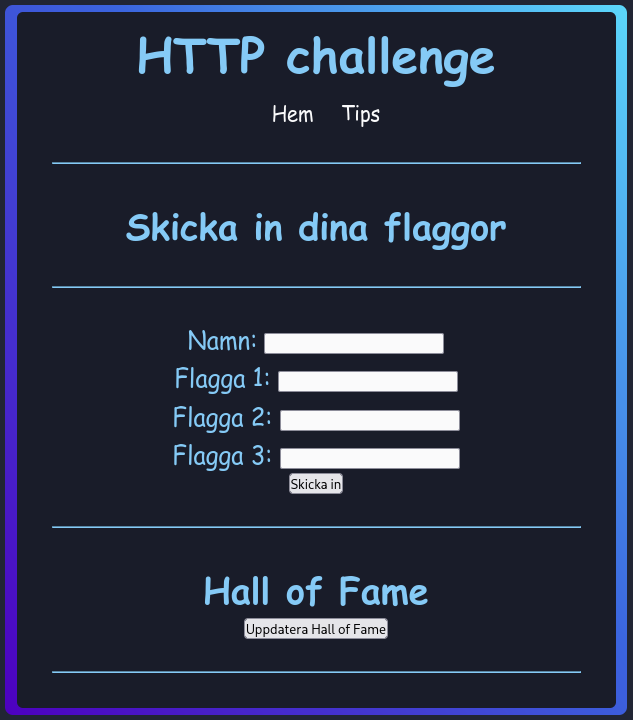 HTTP challenge
Hem Tips
Skicka in dina flaggor
Namn:
Flagga 1:
Flagga 2:
Flagga 3:
Skicka in
Hall of Fame
Uppdatera Hall of Fame